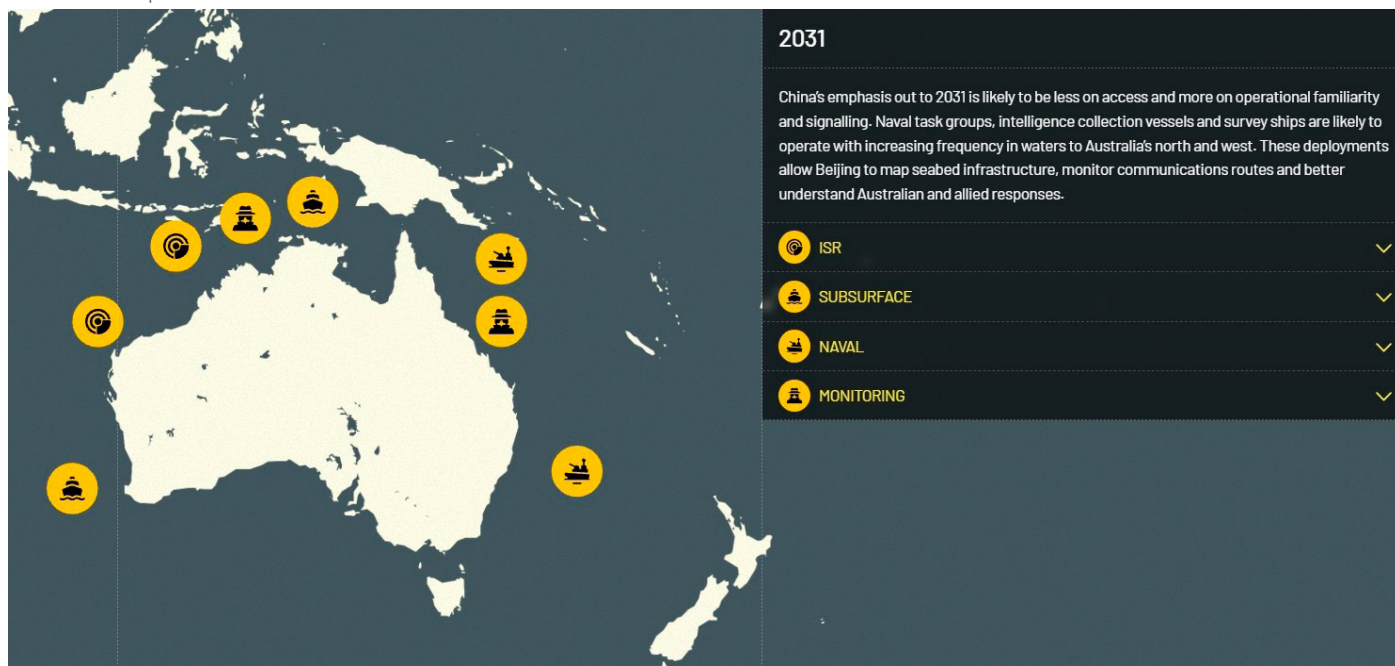 2031
China's emphasis out to 2031 is likely to be less on access and more on operational familiarity
and signalling. Naval task groups, intelligence collection vessels and survey ships are likely to
operate with increasing frequency in waters to Australia's north and west. These deployments
allow Beijing to map seabed infrastructure, monitor communications routes and better
understand Australian and allied responses.
ISR
SUBSURFACE
NAVAL
MONITORING